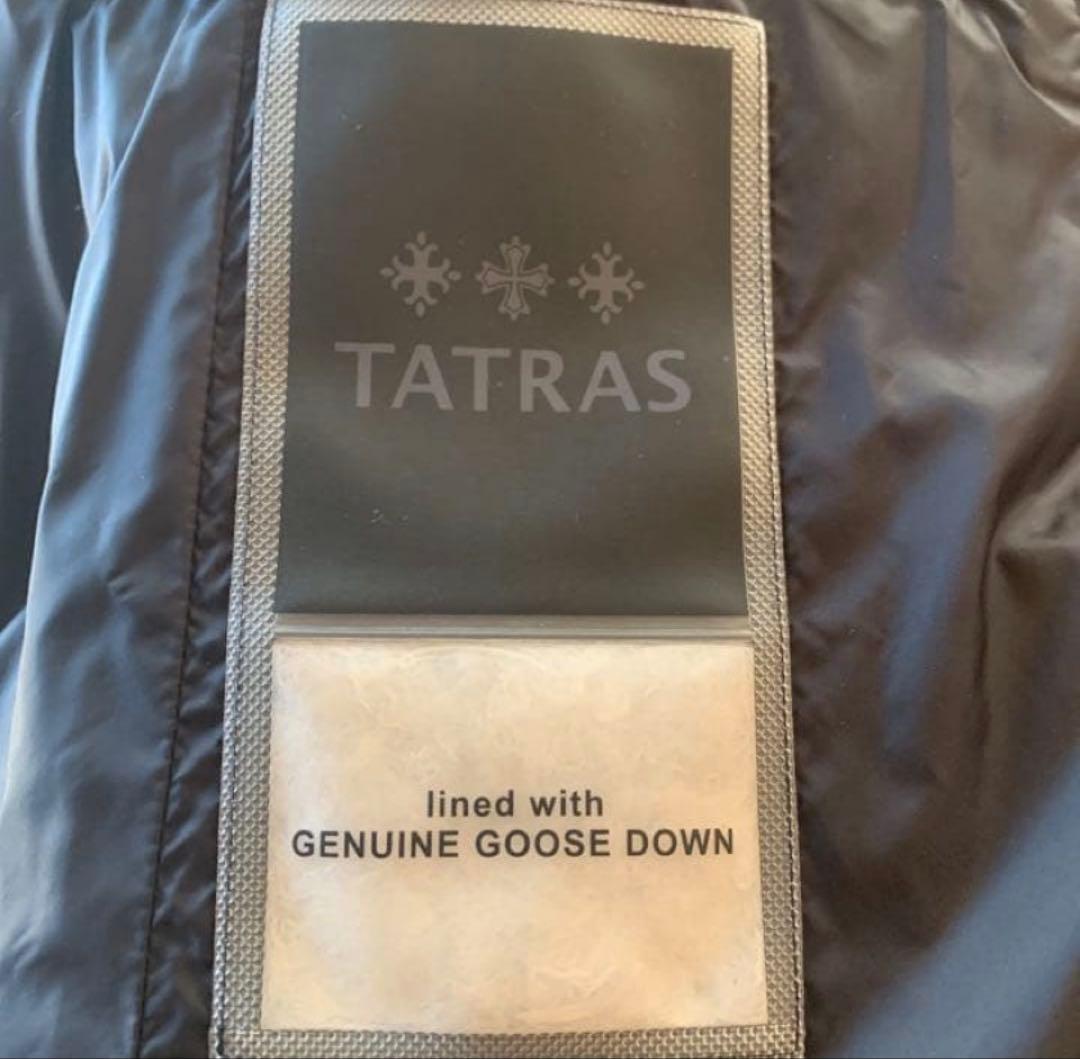 TATRAS
lined with
GENUINE GOOSE DOWN